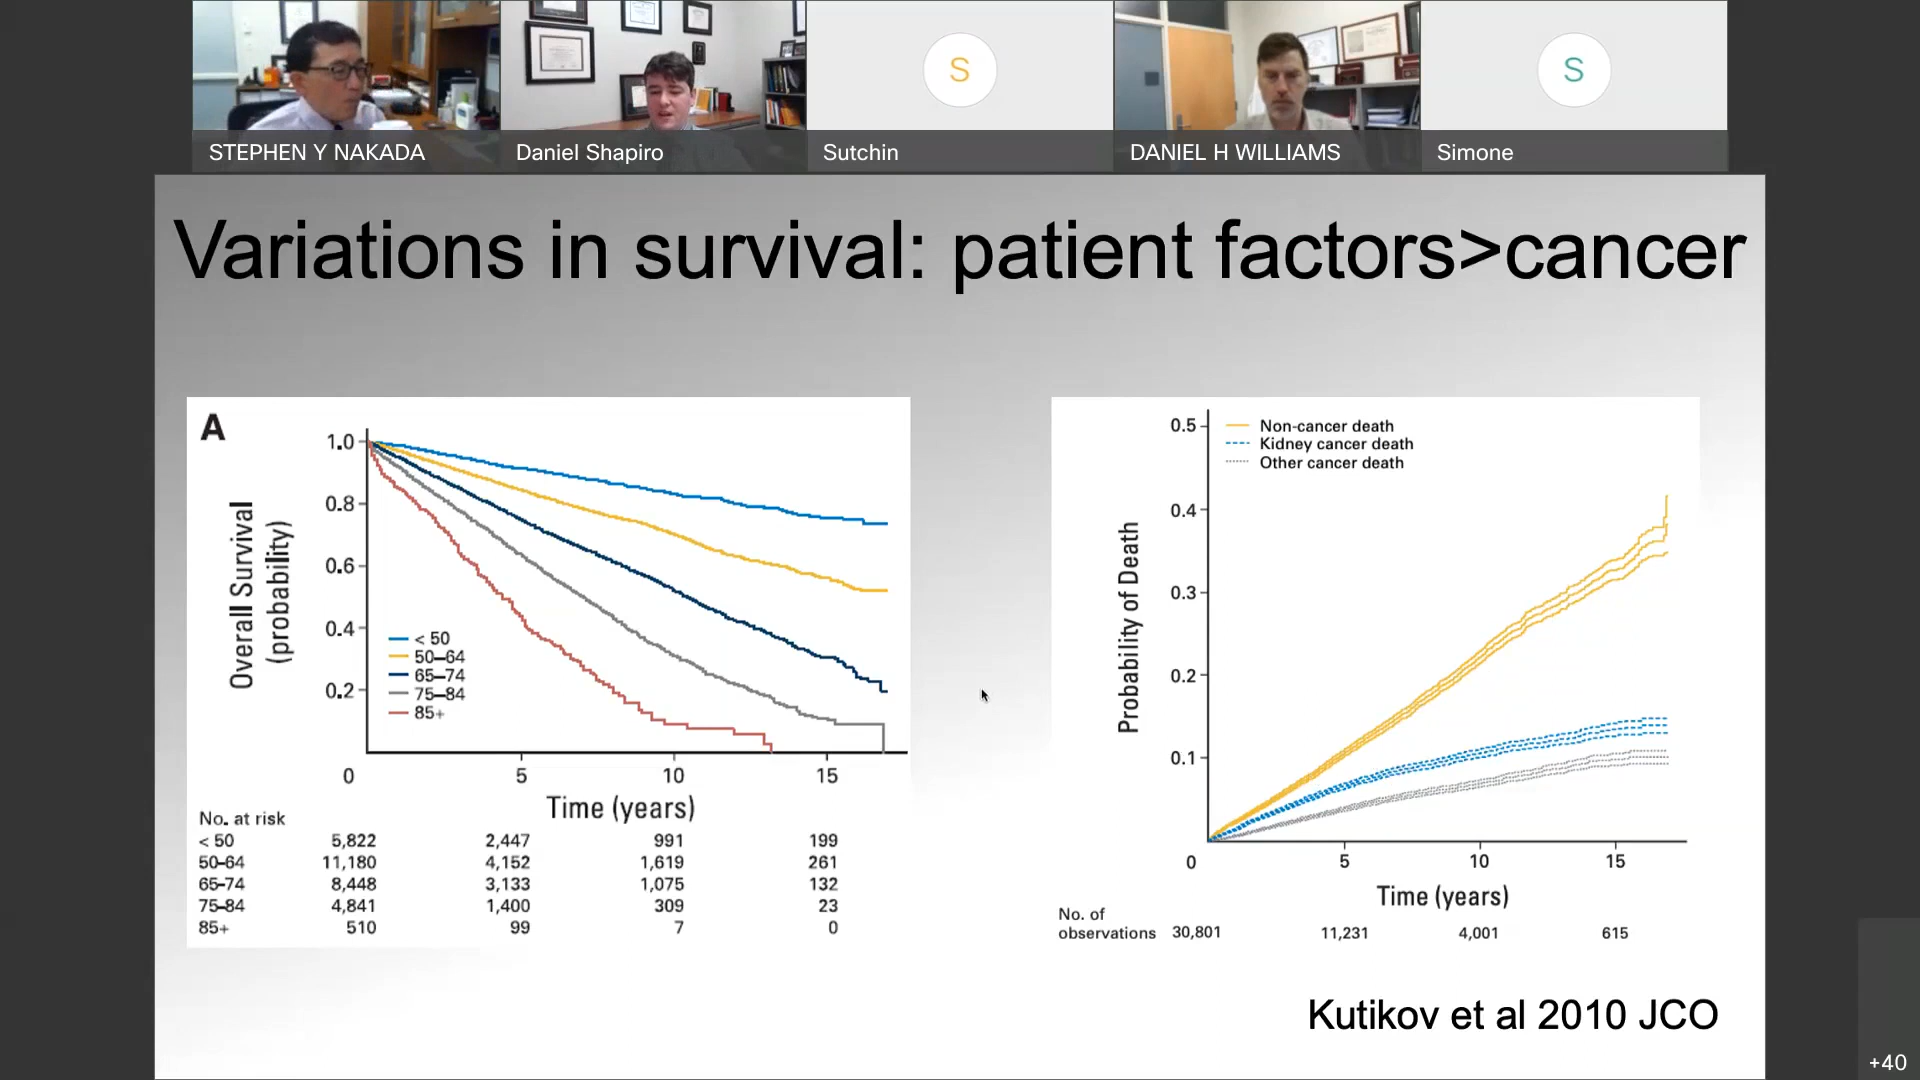 STEPHEN Y NAKADA
Daniel Shapiro
S
Sutchin
DANIEL H WILLIAMS
S
Simone
Variations in survival: patient factors>cancer
A
Overall Survival
(probability)
1.0
0.8
0.6
0.4
0.2
< 50
50–64
65–74
75–84
85+
0 5 10 15
Time (years)
No. at risk
< 50 5,822 2,447 991 199
50–64 11,180 4,152 1,619 261
65–74 8,448 3,133 1,075 132
75–84 4,841 1,400 309 23
85+ 510 99 7 0
Probability of Death
0.5
0.4
0.3
0.2
0.1
Non-cancer death
Kidney cancer death
Other cancer death
0 5 10 15
Time (years)
No. of
observations 30,801 11,231 4,001 615
Kutikov et al 2010 JCO
+40